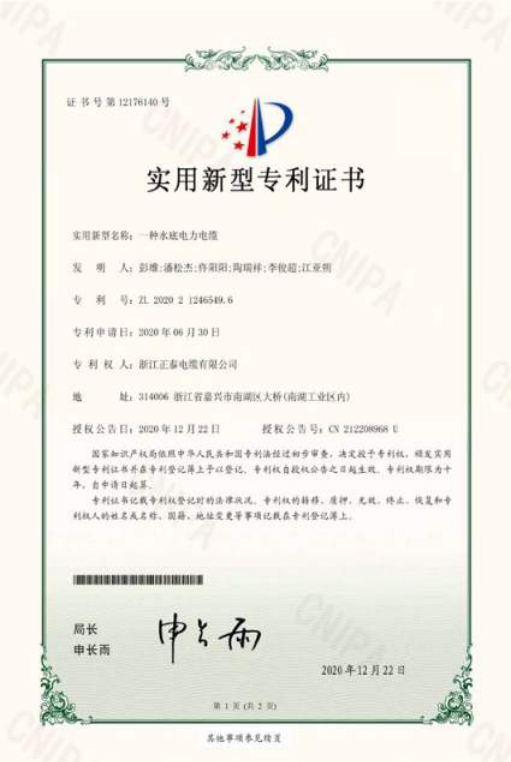 证书号第12176140号
实用新型专利证书
实用新型名称：一种水底电力电缆
发 明 人：彭维;潘松杰;佟阳阳;陶瑞祥;李俊超;江亚朝
专 利 号：ZL 2020 2 1246549.6
专利申请日：2020年06月30日
专 利 权 人：浙江正泰电缆有限公司
地 址：314006 浙江省嘉兴市南湖区大桥(南湖工业区内)
授权公告日：2020年12月22日 授权公告号：CN 212208968 U
国家知识产权局依照中华人民共和国专利法经过初步审查，决定授予专利权，颁发实用
新型专利证书并在专利登记簿上予以登记。专利权自授权公告之日起生效。专利权期限为十
年，自申请日起算。
专利证书记载专利权登记时的法律状况。专利权的转移、质押、无效、终止、恢复和专
利权人的姓名或名称、国籍、地址变更等事项记载在专利登记簿上。
局长
申长雨
申长雨
2020年12月22日
第 1 页 (共 2 页)
其他事项参见续页
CNIPA
CNIPA
CNIPA
CNIPA
CNIPA